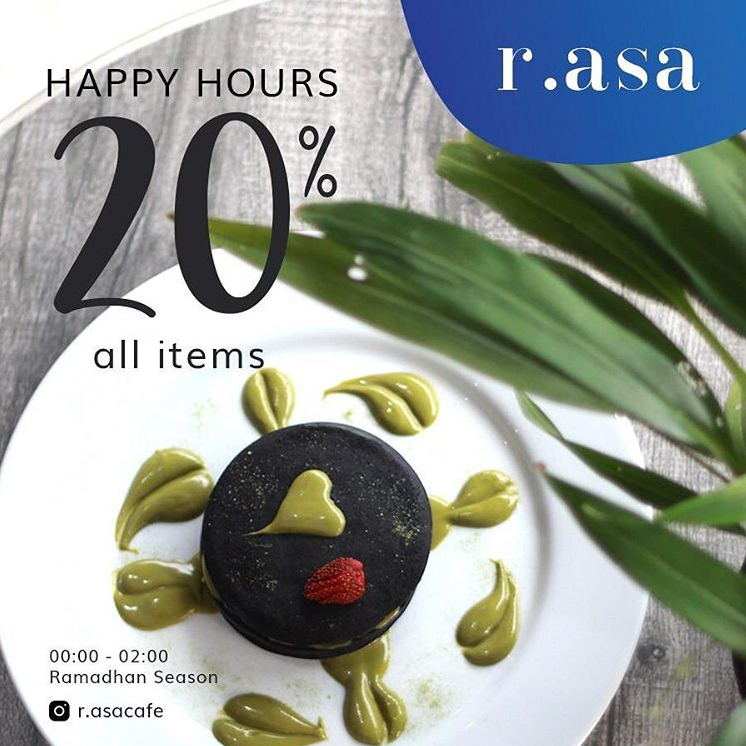 r.asa
HAPPY HOURS
20%
all items
00:00 - 02:00
Ramadhan Season
r.asacafe